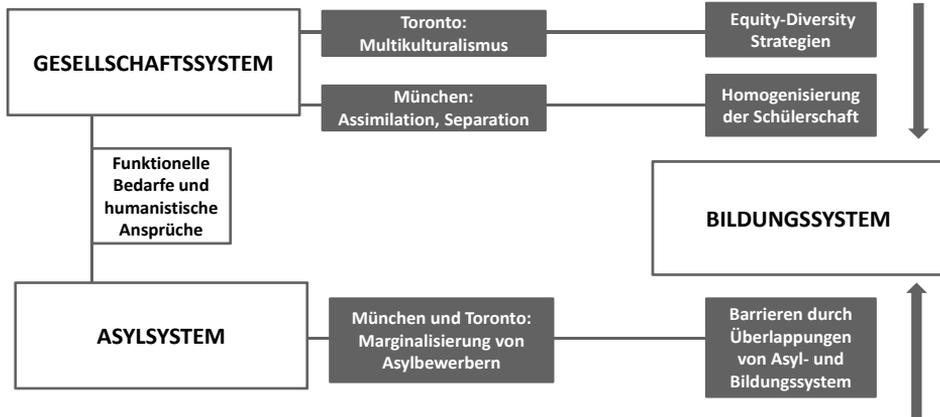 GESELLSCHAFTSSYSTEM
Toronto:
Multikulturalismus
Equity-Diversity
Strategien
München:
Assimilation, Separation
Homogenisierung
der Schülerschaft
Funktionelle
Bedarfe und
humanistische
Ansprüche
BILDUNGSSYSTEM
ASYLSYSTEM
München und Toronto:
Marginalisierung von
Asylbewerbern
Barrieren durch
Überlappungen
von Asyl- und
Bildungssystem